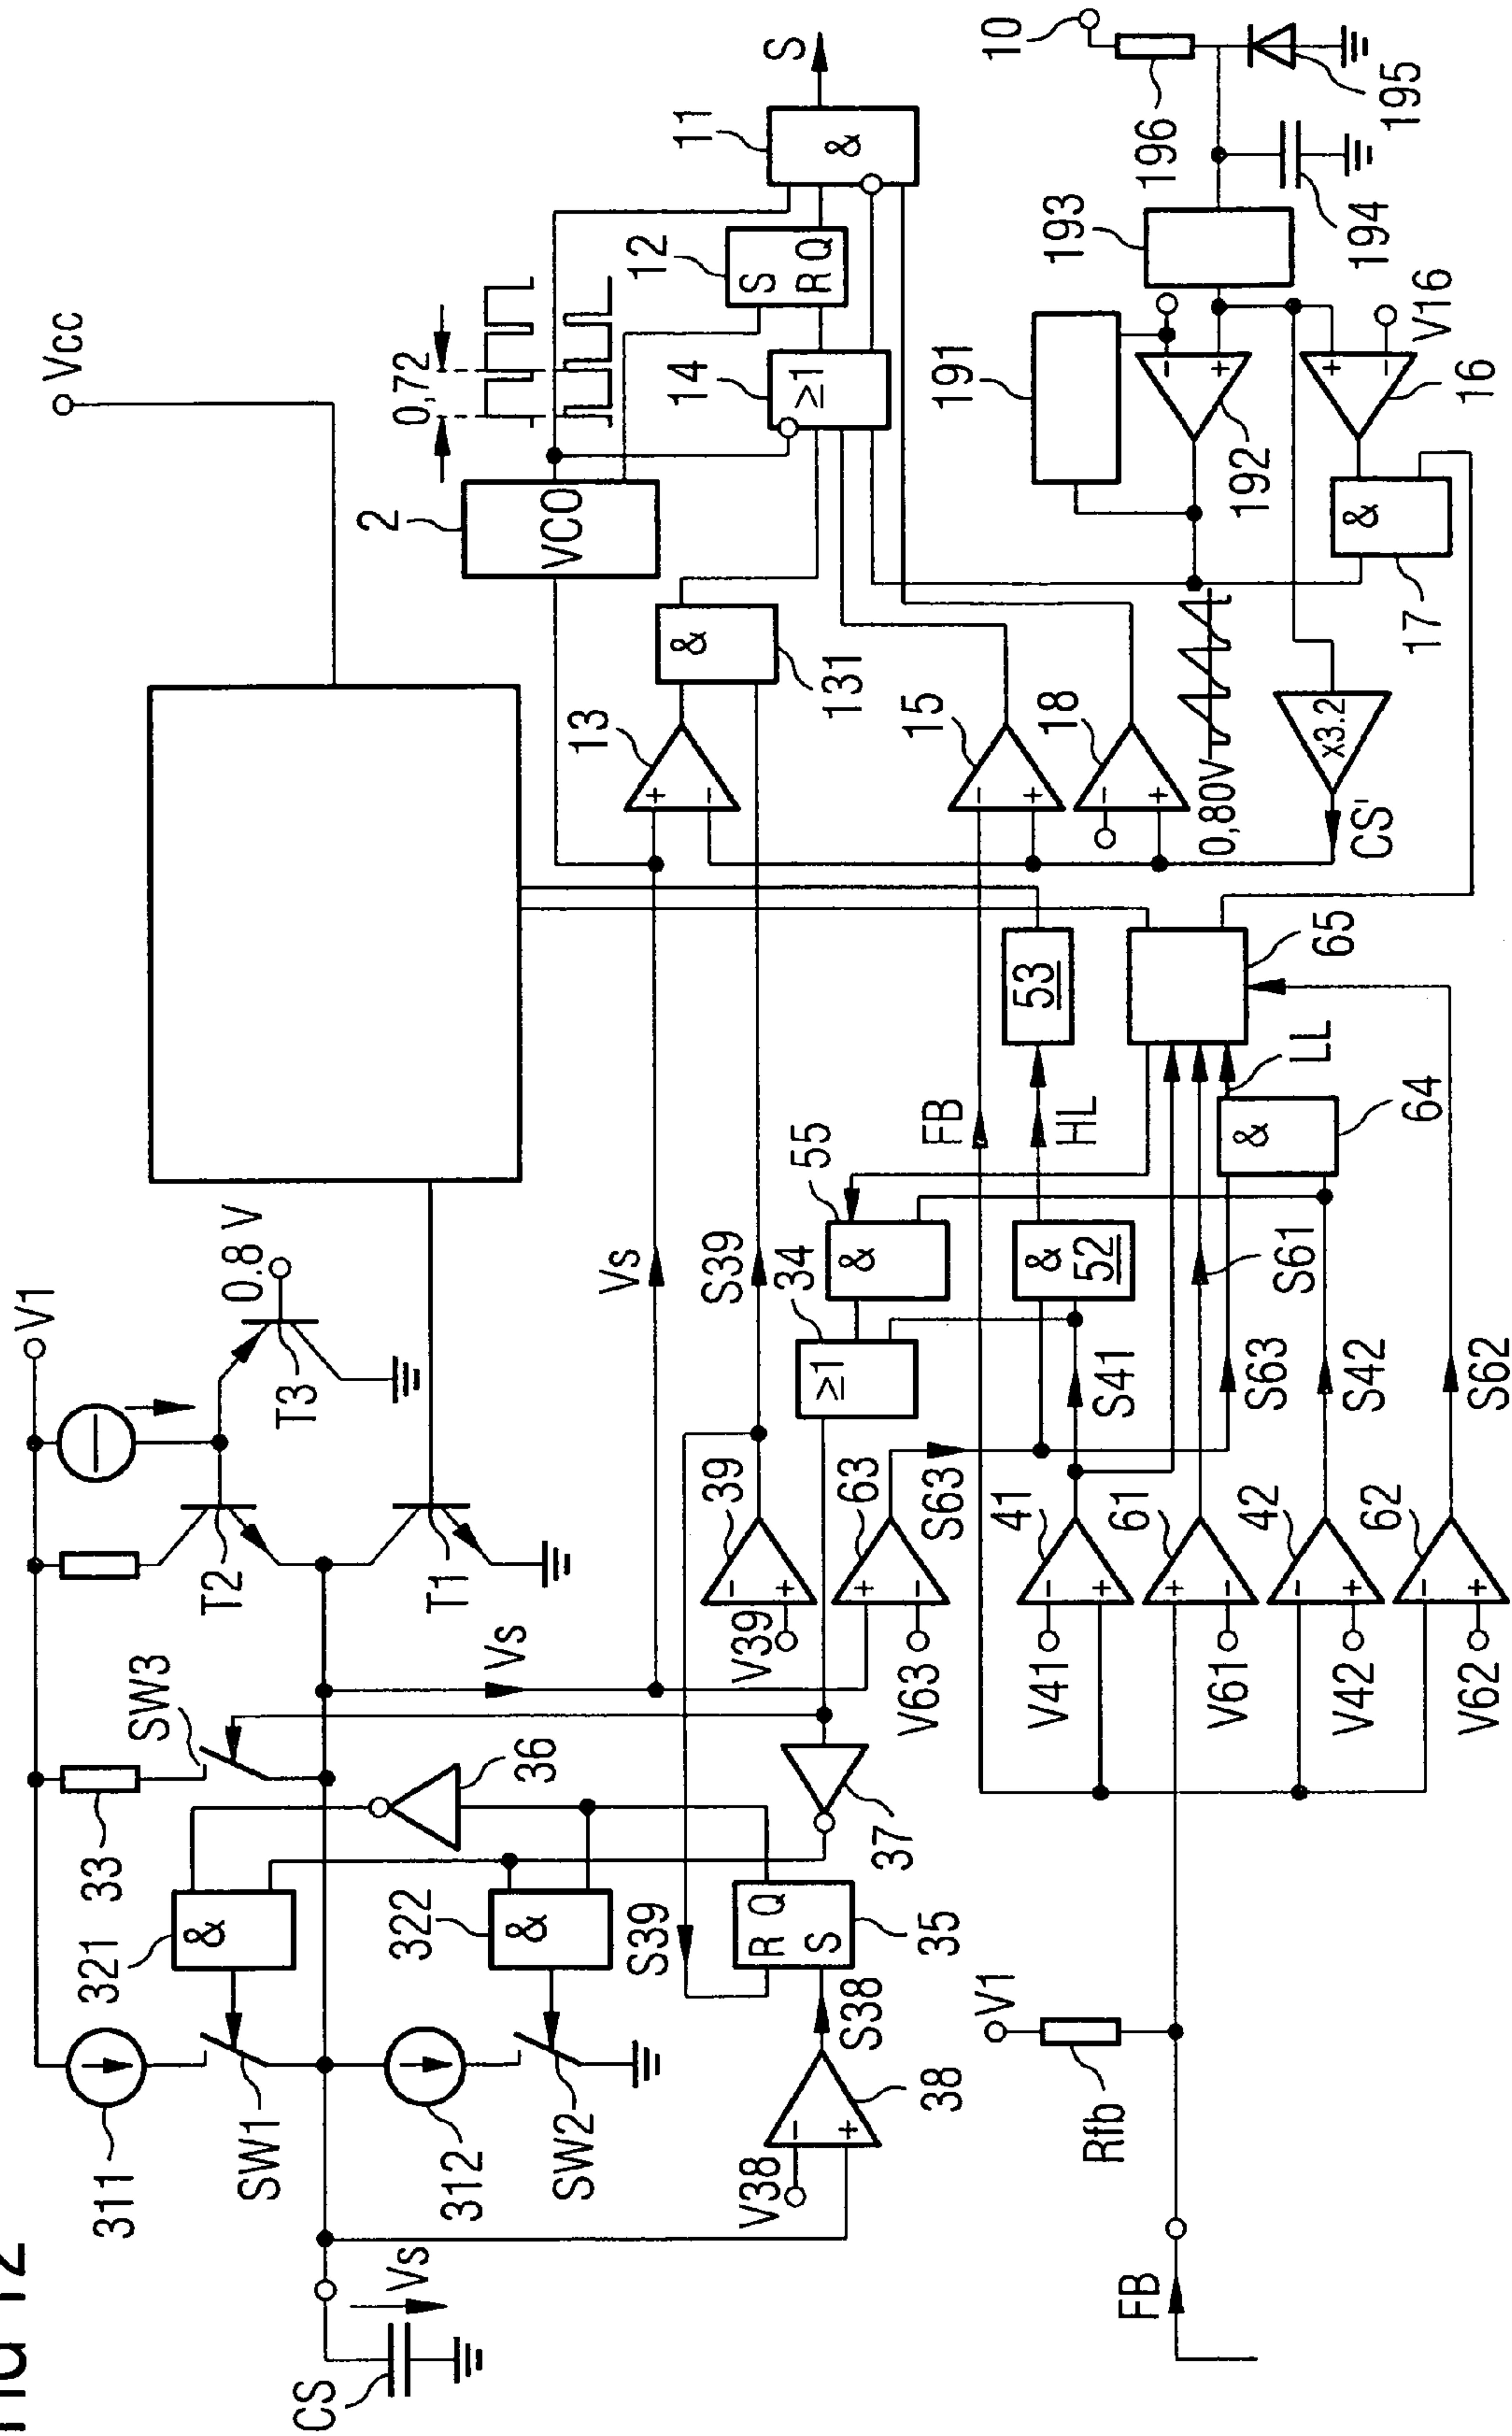 V1
Vcc
311
321
33
SW3
T2
T3
0.8 V
SW1
CS
Vs
312
322
36
Vs
T1
2
0,72
VCO
SW2
S39
13
12
S
R Q
Vs
V38
38
S38
35
R Q
S
37
V39
39
S39
&
131
14
≥1
11
&
S
V63
63
S63
34
≥1
55
&
FB
15
18
191
10
V1
Rfb
V41
41
S41
&
52
HL
53
193
196
FB
V61
61
S61
0,80V
192
194
195
V42
42
S63
S42
&
LL
64
65
x3.2
CS'
&
17
16
V16
V62
62
S62